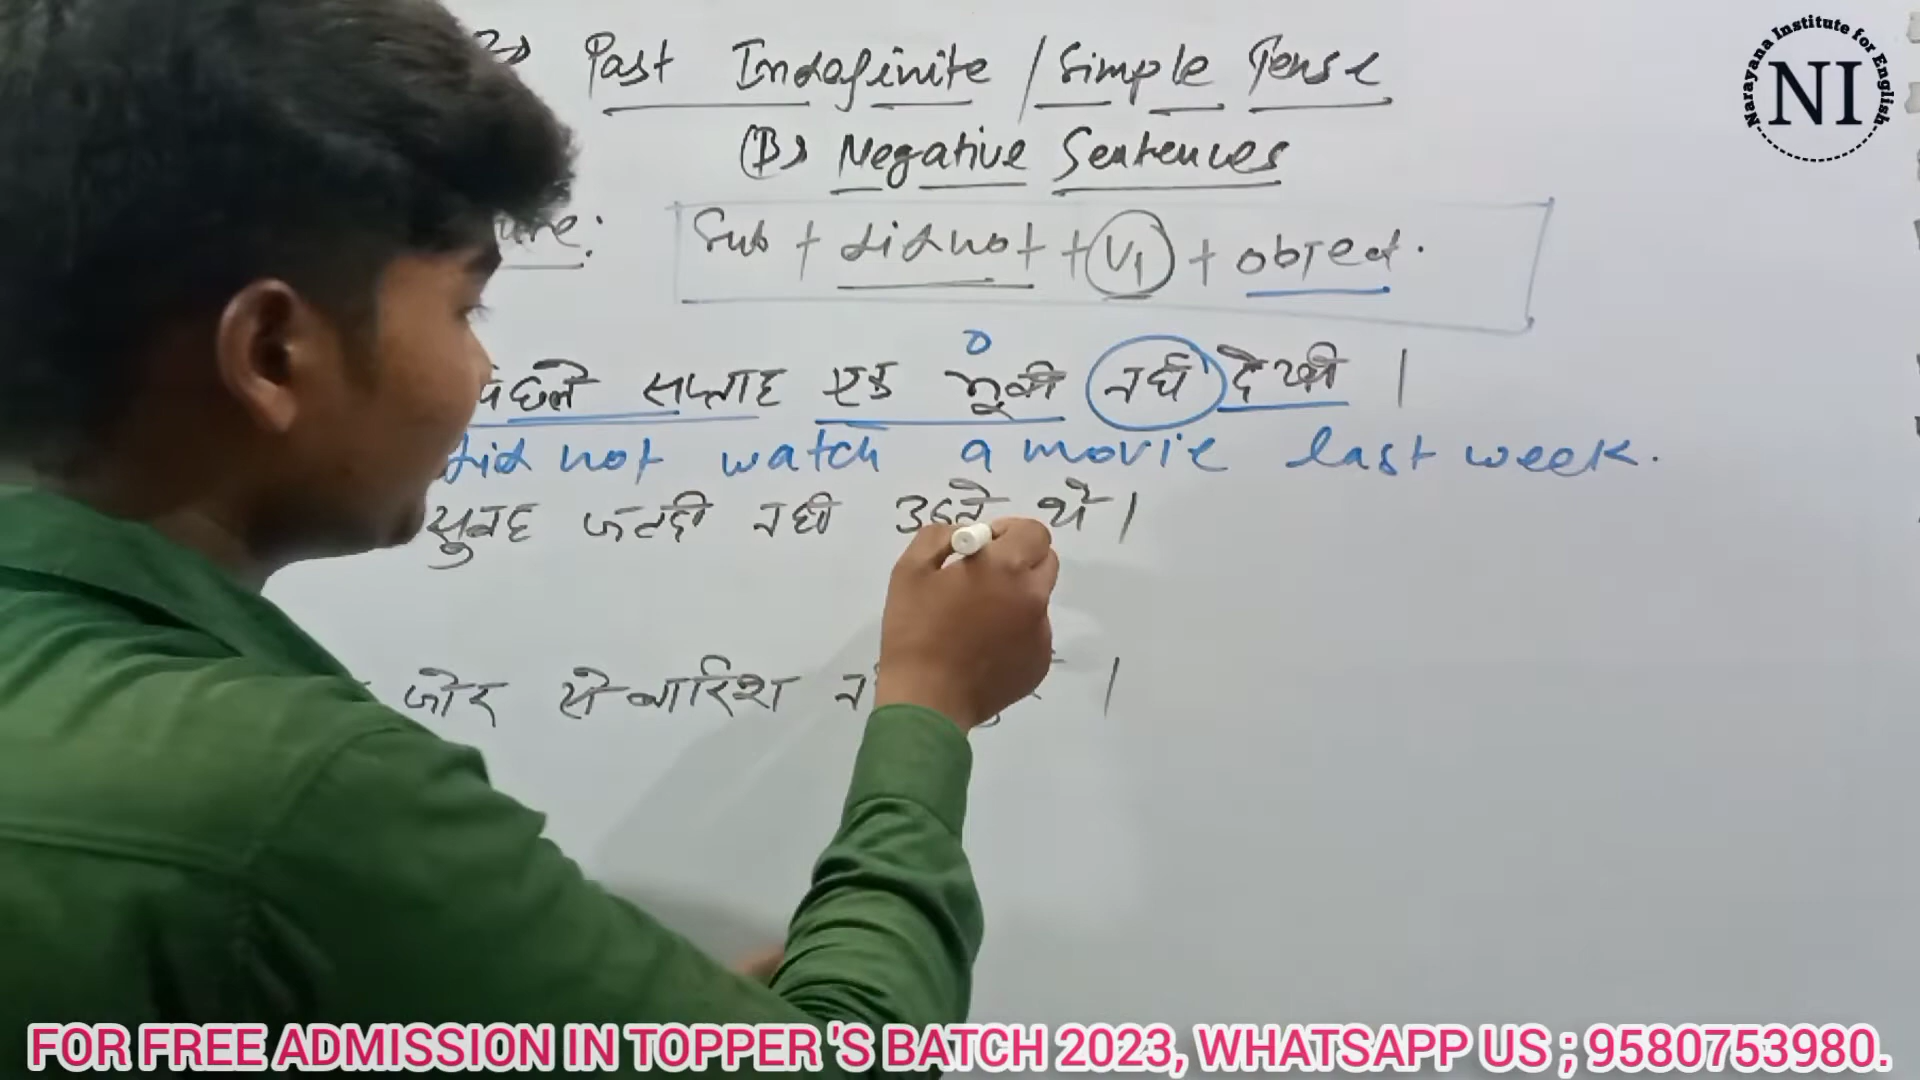 Past Indefinite / Simple Tense
(B) Negative Sentences
Sub + did not + V1 + object.
O
पिछले सप्ताह एक मूवी नहीं देखी ।
did not watch a movie last week.
सुबह जल्दी नही उठते थे ।
जोर से बारिश ।
Narayana Institute for English
NI
FOR FREE ADMISSION IN TOPPER 'S BATCH 2023, WHATSAPP US ; 9580753980.